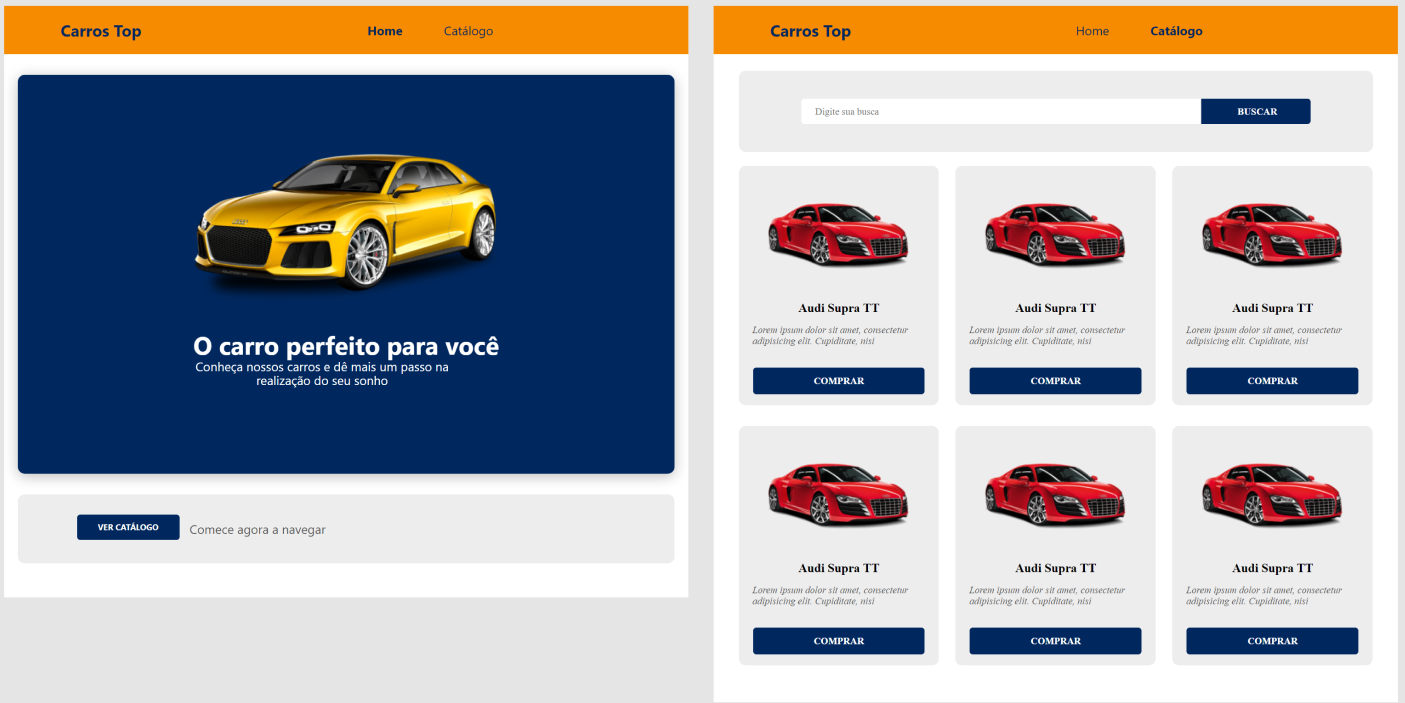 Carros Top
Home
Catálogo
O carro perfeito para você
Conheça nossos carros e dê mais um passo na
realização do seu sonho
VER CATÁLOGO
Comece agora a navegar
Carros Top
Home
Catálogo
Digite sua busca
BUSCAR
Audi Supra TT
Lorem ipsum dolor sit amet, consectetur
adipisicing elit. Cupiditate, nisi
COMPRAR
Audi Supra TT
Lorem ipsum dolor sit amet, consectetur
adipisicing elit. Cupiditate, nisi
COMPRAR
Audi Supra TT
Lorem ipsum dolor sit amet, consectetur
adipisicing elit. Cupiditate, nisi
COMPRAR
Audi Supra TT
Lorem ipsum dolor sit amet, consectetur
adipisicing elit. Cupiditate, nisi
COMPRAR
Audi Supra TT
Lorem ipsum dolor sit amet, consectetur
adipisicing elit. Cupiditate, nisi
COMPRAR
Audi Supra TT
Lorem ipsum dolor sit amet, consectetur
adipisicing elit. Cupiditate, nisi
COMPRAR